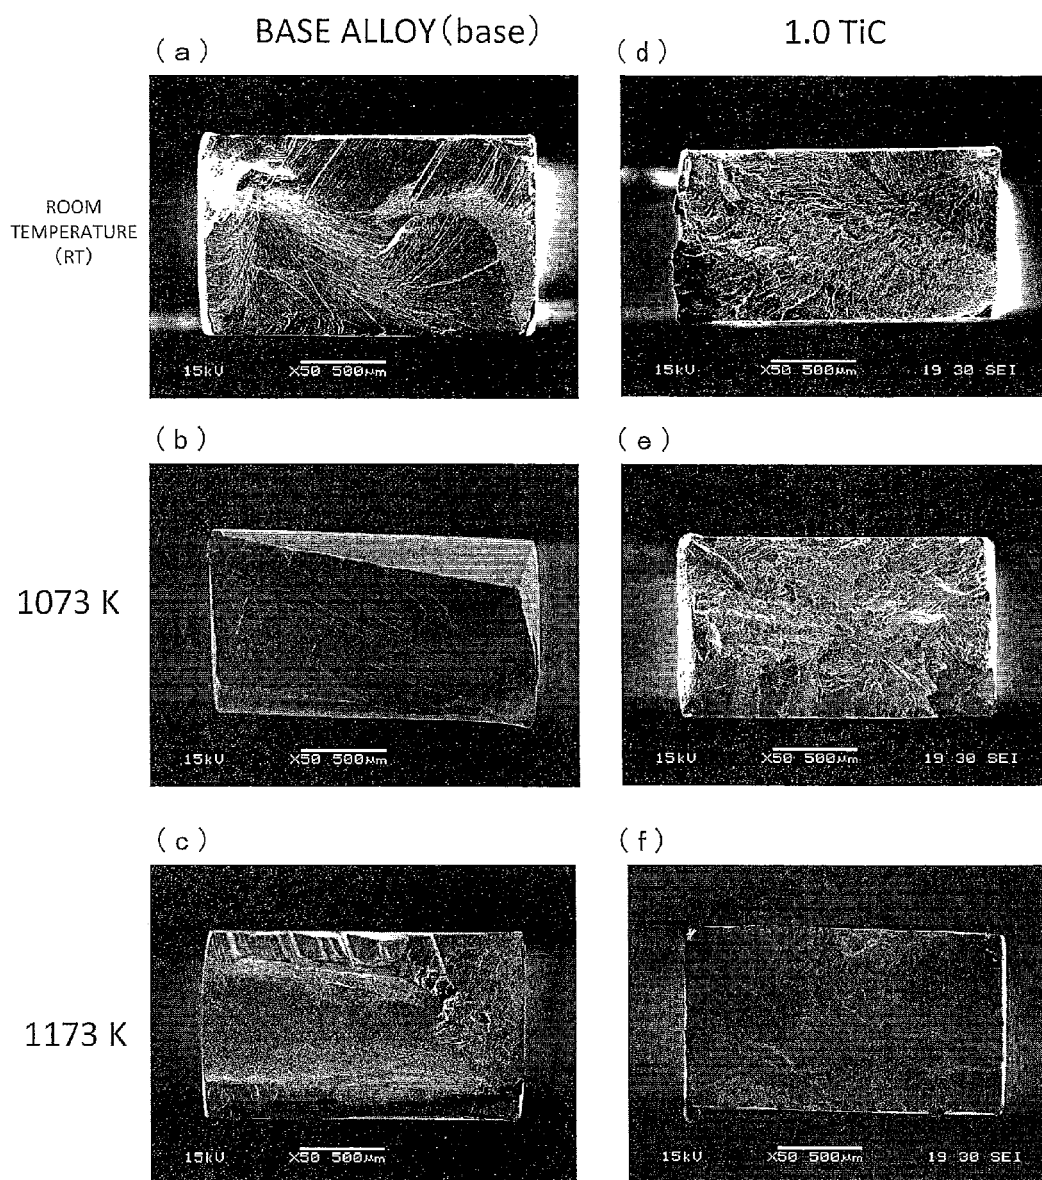 BASE ALLOY(base)
1.0 TiC
(a)
(d)
ROOM
TEMPERATURE
(RT)
15kV X50 500μm
15kV X50 500μm 19 30 SEI
(b)
(e)
1073 K
15kV X50 500μm
15kV X50 500μm 19 30 SEI
(c)
(f)
1173 K
15kV X50 500μm
15kV X50 500μm 19 30 SEI